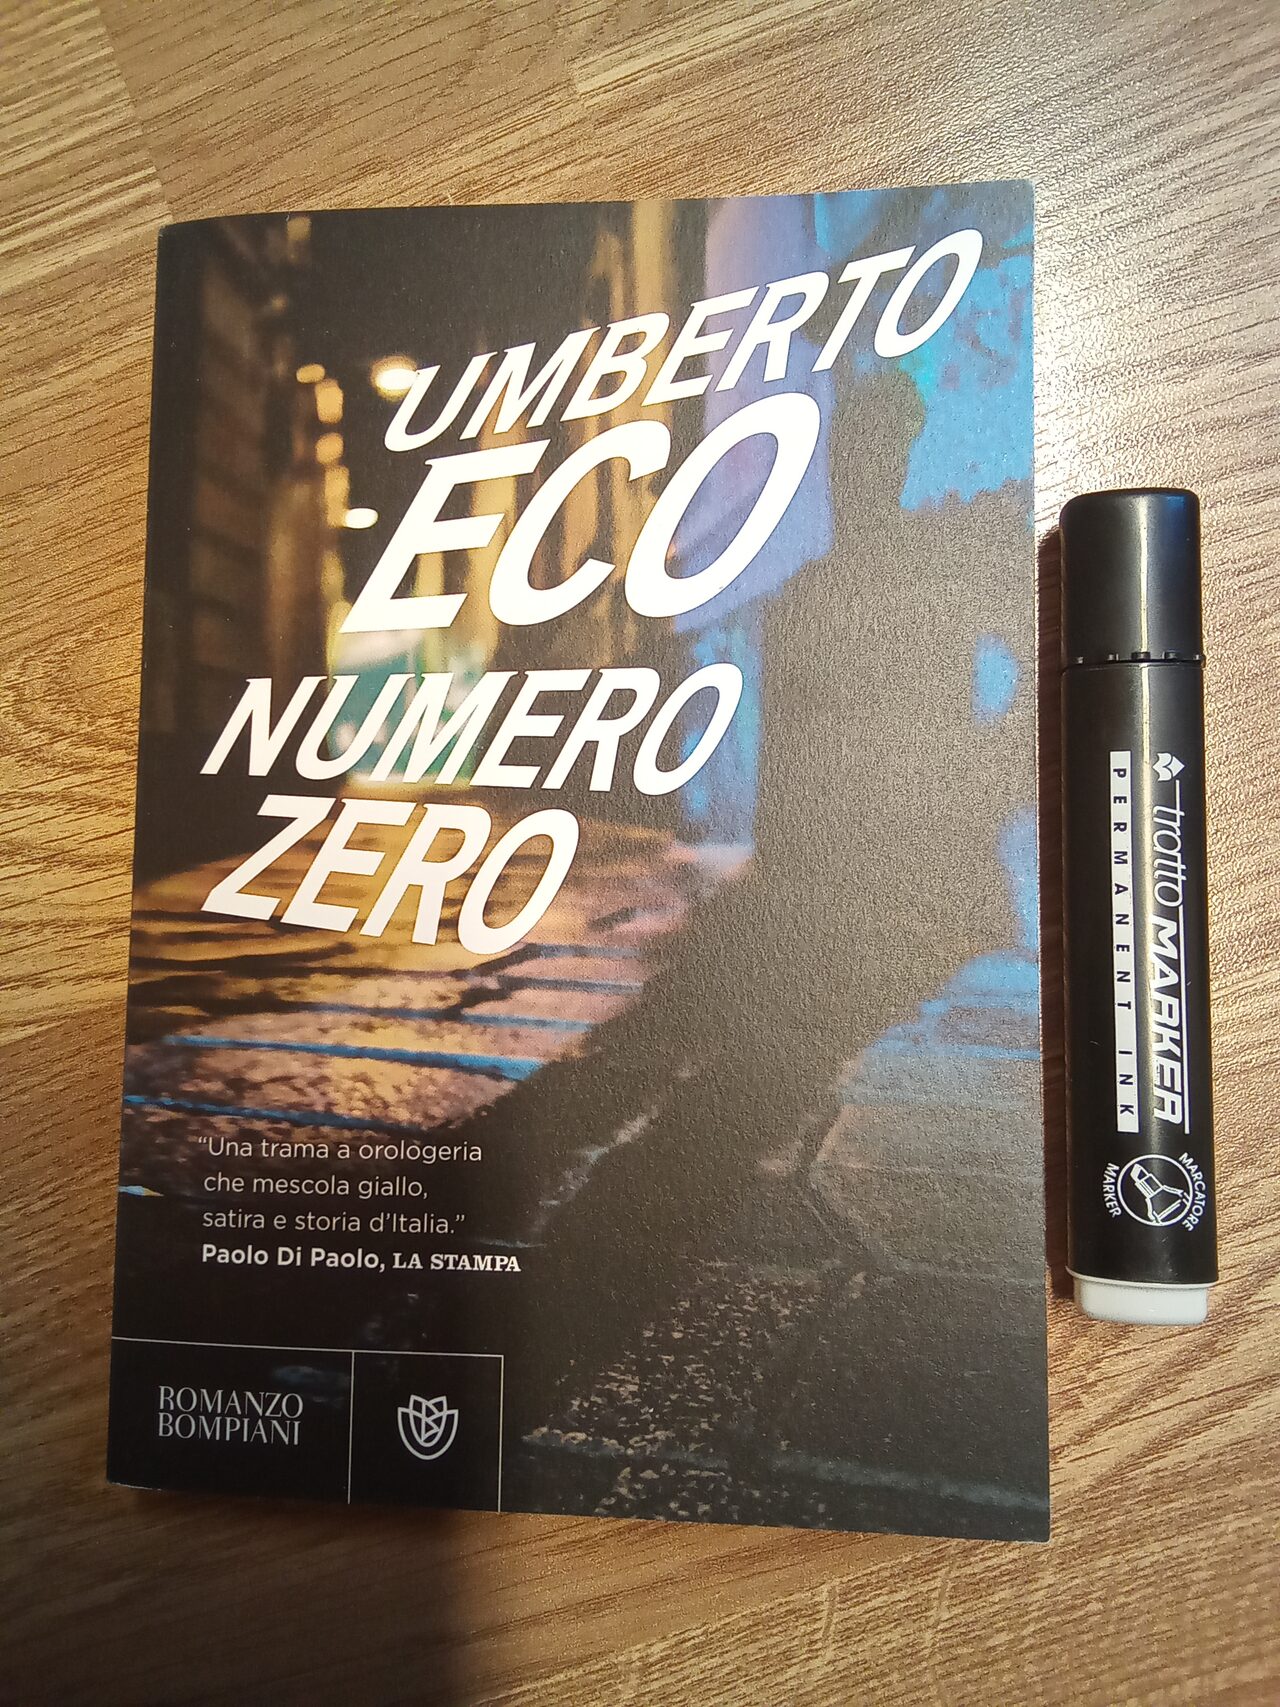 UMBERTO
ECO
NUMERO
ZERO
“Una trama a orologeria
che mescola giallo,
satira e storia d’Italia.”
Paolo Di Paolo, LA STAMPA
ROMANZO
BOMPIANI
tratto MARKER
PERMANENT INK
MARCATORE
MARKER